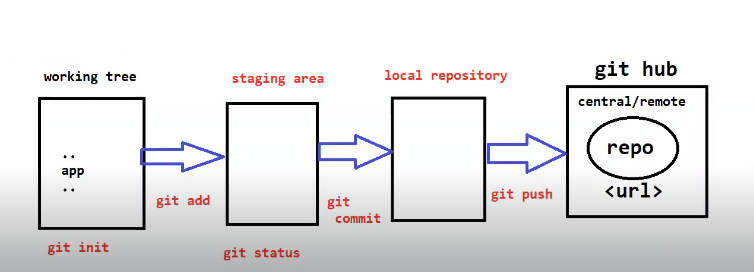 git hub
working tree
staging area
local repository
central/remote
repo
<url>
..
app
..
git add
git
commit
git push
git init
git status